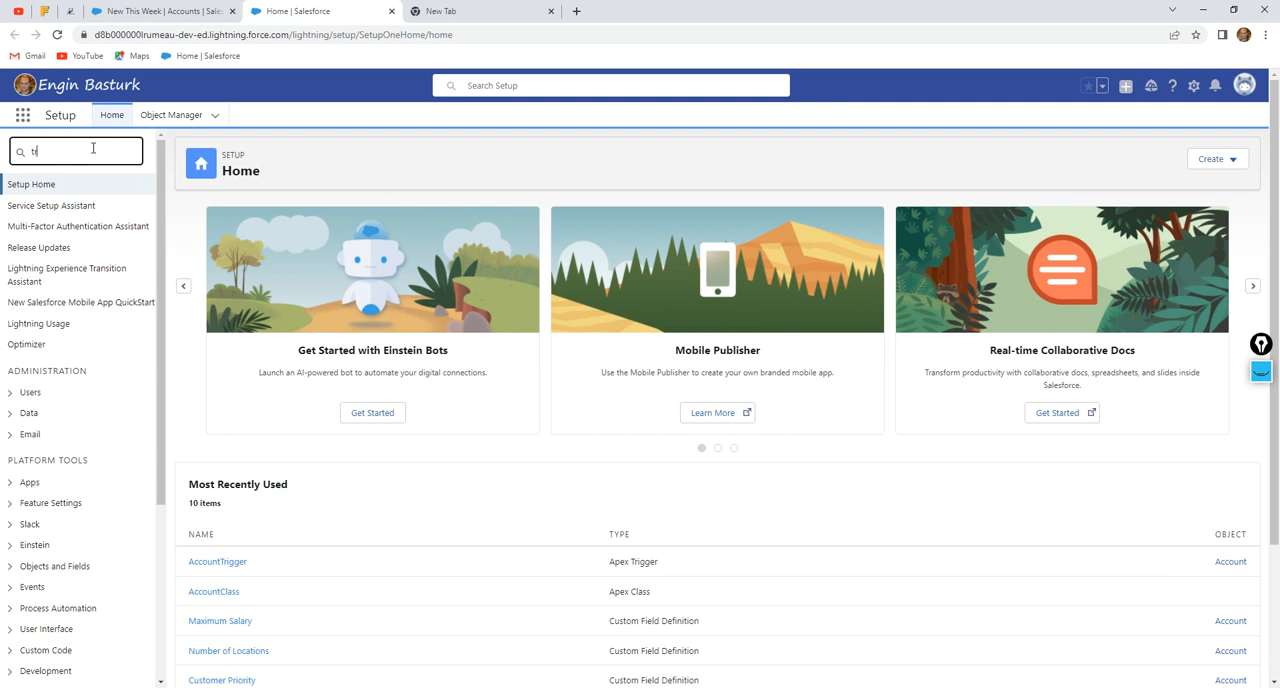 New This Week | Accounts | Sales
Home | Salesforce
New Tab
d8b000000lrumeau-dev-ed.lightning.force.com/lightning/setup/SetupOneHome/home
Gmail
YouTube
Maps
Home | Salesforce
Engin Basturk
Search Setup
Setup
Home
Object Manager
tr
Setup Home
Service Setup Assistant
Multi-Factor Authentication Assistant
Release Updates
Lightning Experience Transition
Assistant
New Salesforce Mobile App QuickStart
Lightning Usage
Optimizer
ADMINISTRATION
Users
Data
Email
PLATFORM TOOLS
Apps
Feature Settings
Slack
Einstein
Objects and Fields
Events
Process Automation
User Interface
Custom Code
Development
SETUP
Home
Create
Get Started with Einstein Bots
Launch an AI-powered bot to automate your digital connections.
Get Started
Mobile Publisher
Use the Mobile Publisher to create your own branded mobile app.
Learn More
Real-time Collaborative Docs
Transform productivity with collaborative docs, spreadsheets, and slides inside
Salesforce.
Get Started
Most Recently Used
10 items
NAME TYPE OBJECT
AccountTrigger Apex Trigger Account
AccountClass Apex Class
Maximum Salary Custom Field Definition Account
Number of Locations Custom Field Definition Account
Customer Priority Custom Field Definition Account